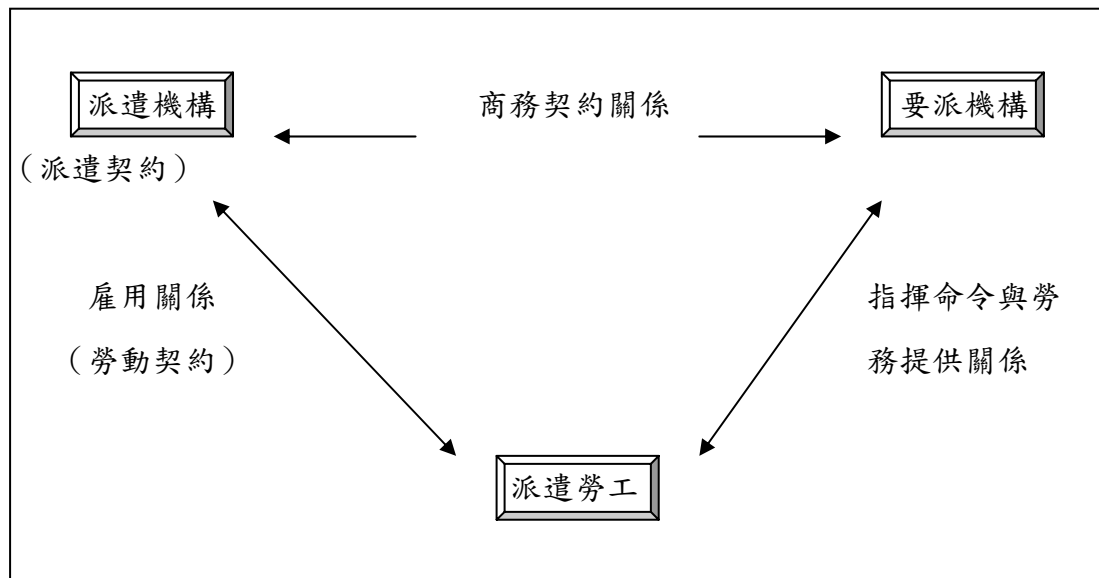 派遣機構
商務契約關係
要派機構
（派遣契約）
雇用關係
（勞動契約）
指揮命令與勞
務提供關係
派遣勞工